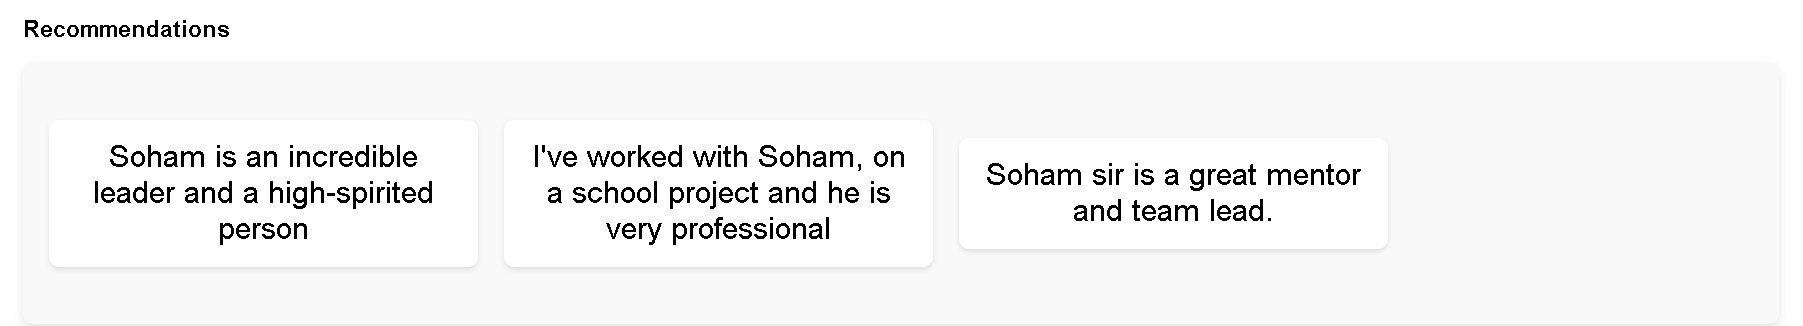 Recommendations
Soham is an incredible
leader and a high-spirited
person
I've worked with Soham, on
a school project and he is
very professional
Soham sir is a great mentor
and team lead.